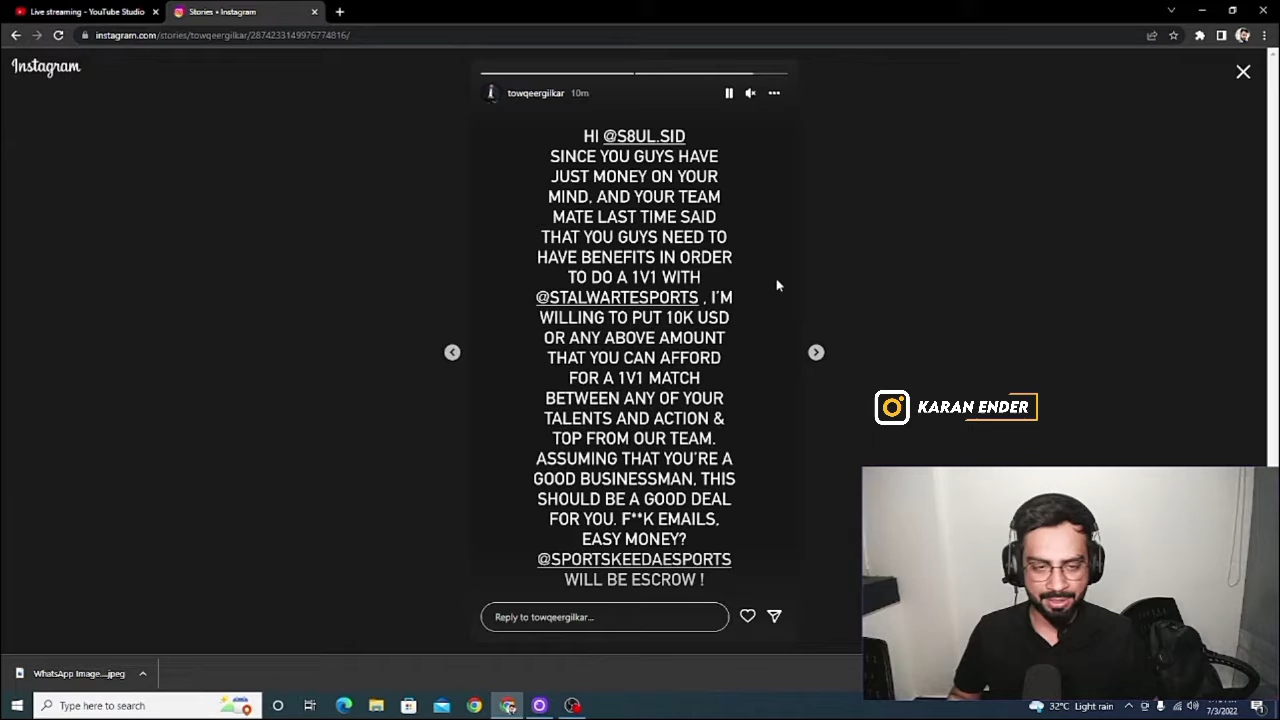 Live streaming - YouTube Studio
Stories • Instagram
instagram.com/stories/towqeergilkar/2874233149976774816/
Instagram
towqeergilkar 10m
HI @S8UL.SID
SINCE YOU GUYS HAVE
JUST MONEY ON YOUR
MIND, AND YOUR TEAM
MATE LAST TIME SAID
THAT YOU GUYS NEED TO
HAVE BENEFITS IN ORDER
TO DO A 1V1 WITH
@STALWARTESPORTS , I'M
WILLING TO PUT 10K USD
OR ANY ABOVE AMOUNT
THAT YOU CAN AFFORD
FOR A 1V1 MATCH
BETWEEN ANY OF YOUR
TALENTS AND ACTION &
TOP FROM OUR TEAM.
ASSUMING THAT YOU'RE A
GOOD BUSINESSMAN, THIS
SHOULD BE A GOOD DEAL
FOR YOU. F**K EMAILS,
EASY MONEY?
@SPORTSKEEDAESPORTS
WILL BE ESCROW !
Reply to towqeergilkar...
KARAN ENDER
WhatsApp Image....jpeg
Type here to search
32°C Light rain
7/3/2022